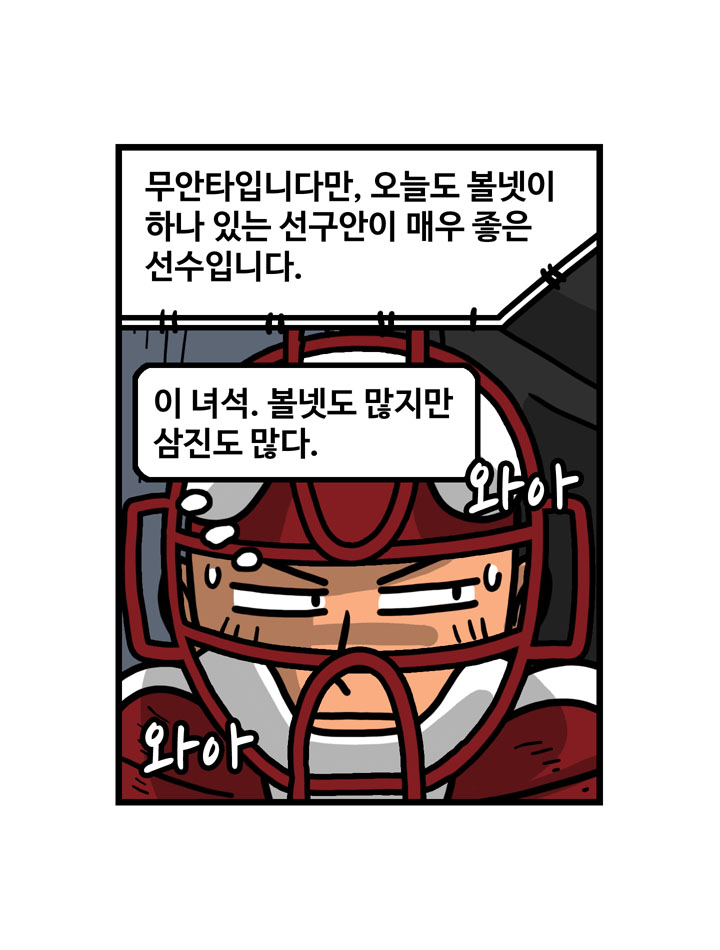 무안타입니다만, 오늘도 볼넷이
하나 있는 선구안이 매우 좋은
선수입니다.
이 녀석. 볼넷도 많지만
삼진도 많다.
와아
와아